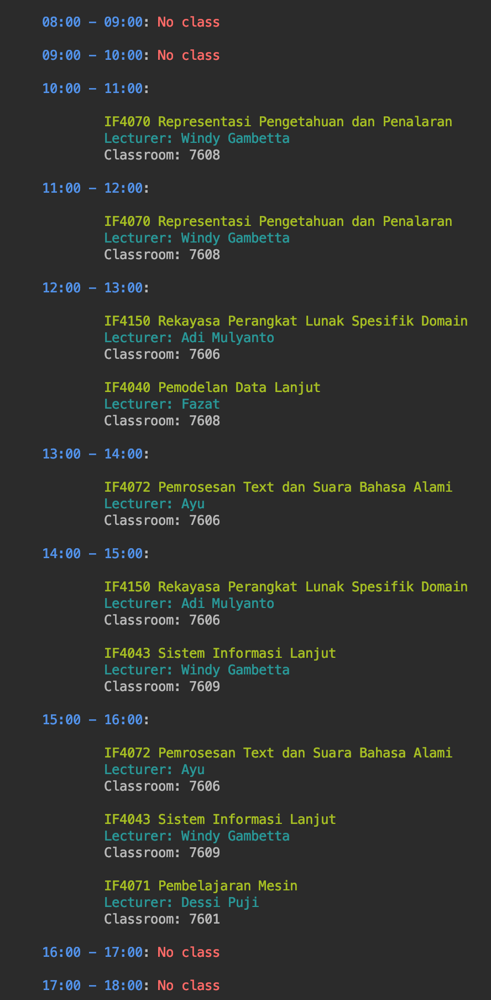 08:00 - 09:00: No class
09:00 - 10:00: No class
10:00 - 11:00:
IF4070 Representasi Pengetahuan dan Penalaran
Lecturer: Windy Gambetta
Classroom: 7608
11:00 - 12:00:
IF4070 Representasi Pengetahuan dan Penalaran
Lecturer: Windy Gambetta
Classroom: 7608
12:00 - 13:00:
IF4150 Rekayasa Perangkat Lunak Spesifik Domain
Lecturer: Adi Mulyanto
Classroom: 7606
IF4040 Pemodelan Data Lanjut
Lecturer: Fazat
Classroom: 7608
13:00 - 14:00:
IF4072 Pemrosesan Text dan Suara Bahasa Alami
Lecturer: Ayu
Classroom: 7606
14:00 - 15:00:
IF4150 Rekayasa Perangkat Lunak Spesifik Domain
Lecturer: Adi Mulyanto
Classroom: 7606
IF4043 Sistem Informasi Lanjut
Lecturer: Windy Gambetta
Classroom: 7609
15:00 - 16:00:
IF4072 Pemrosesan Text dan Suara Bahasa Alami
Lecturer: Ayu
Classroom: 7606
IF4043 Sistem Informasi Lanjut
Lecturer: Windy Gambetta
Classroom: 7609
IF4071 Pembelajaran Mesin
Lecturer: Dessi Puji
Classroom: 7601
16:00 - 17:00: No class
17:00 - 18:00: No class